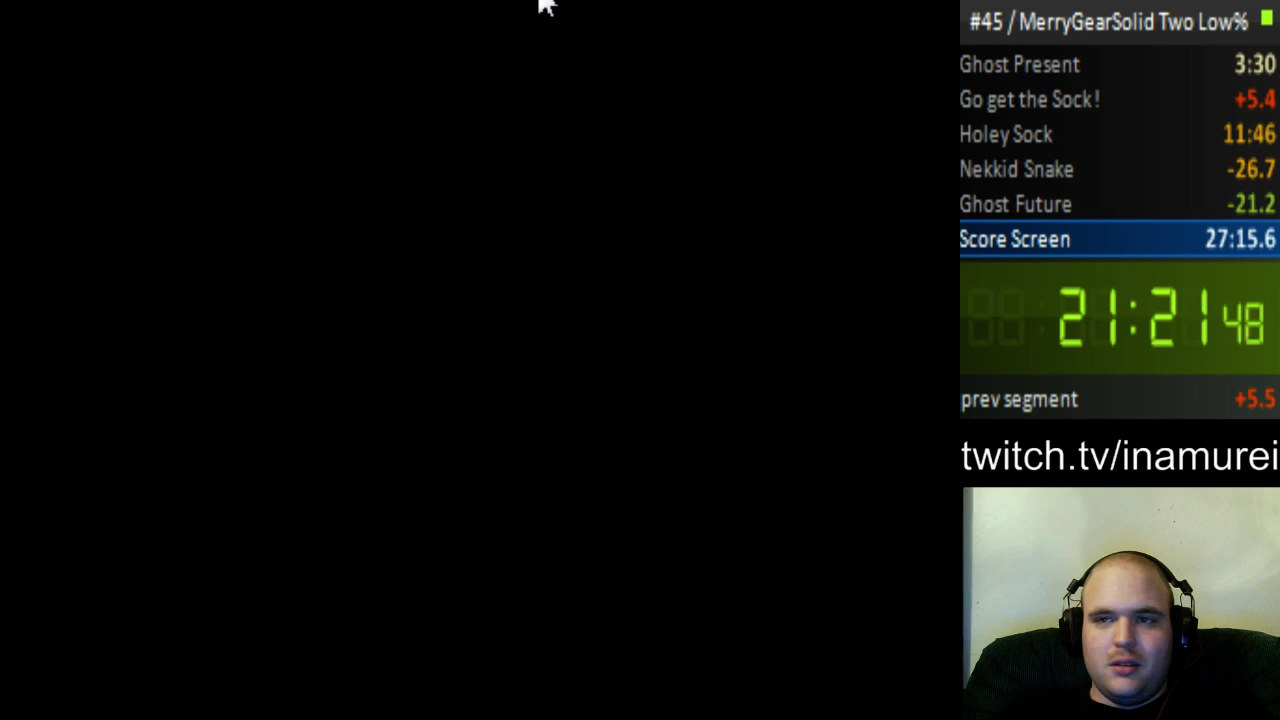 #45 / MerryGearSolid Two Low%
Ghost Present 3:30
Go get the Sock! +5.4
Holey Sock 11:46
Nekkid Snake -26.7
Ghost Future -21.2
Score Screen 27:15.6
21:21 48
prev segment +5.5
twitch.tv/inamurei